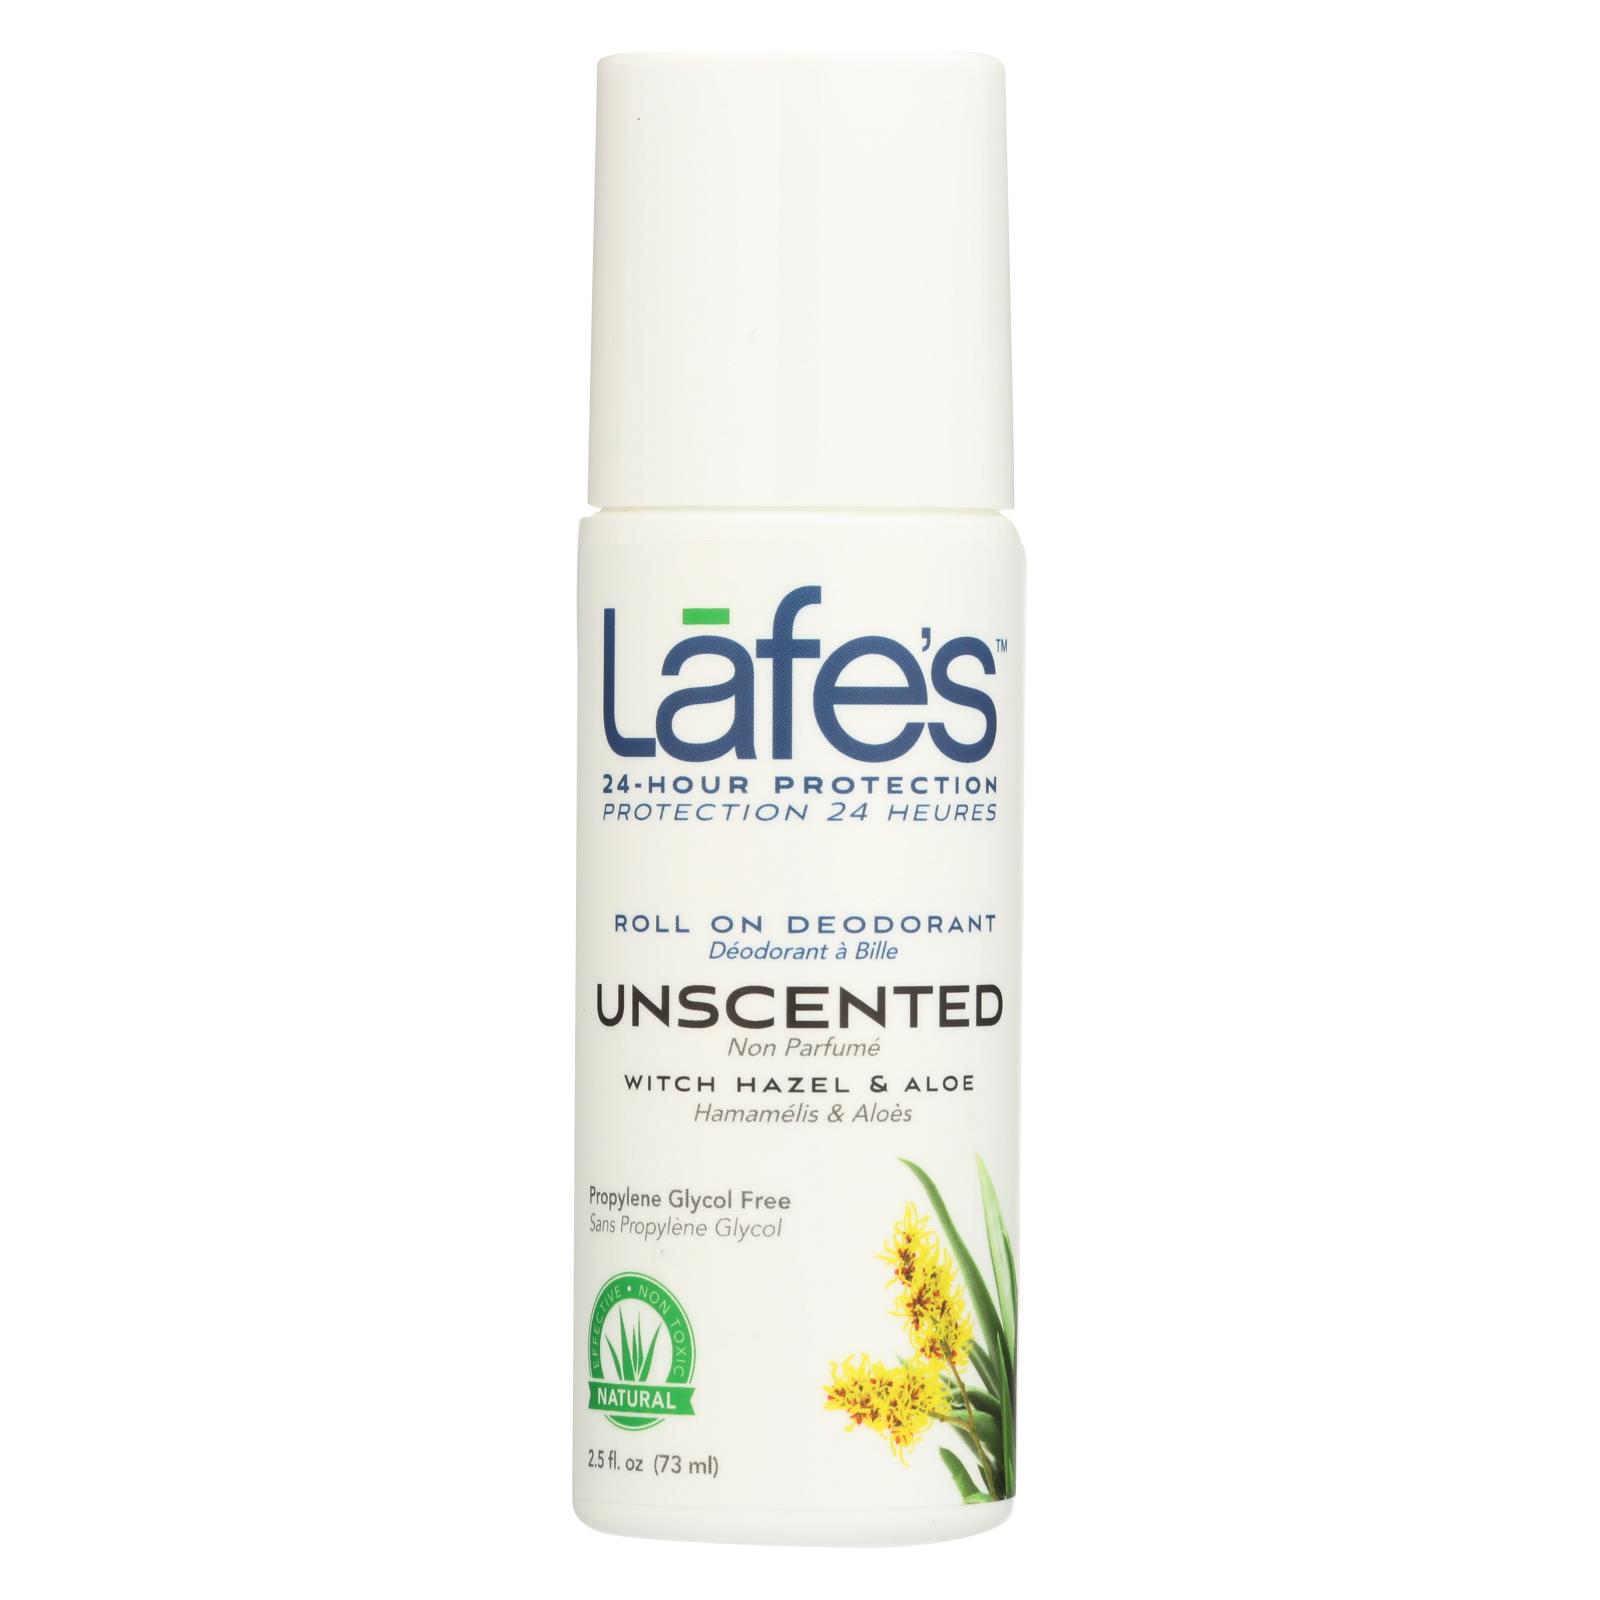 Lāfe's™
24-HOUR PROTECTION
PROTECTION 24 HEURES
ROLL ON DEODORANT
Déodorant à Bille
UNSCENTED
Non Parfumé
WITCH HAZEL & ALOE
Hamamélis & Aloès
Propylene Glycol Free
Sans Propylène Glycol
EFFECTIVE • NON TOXIC
NATURAL
2.5 fl. oz (73 ml)